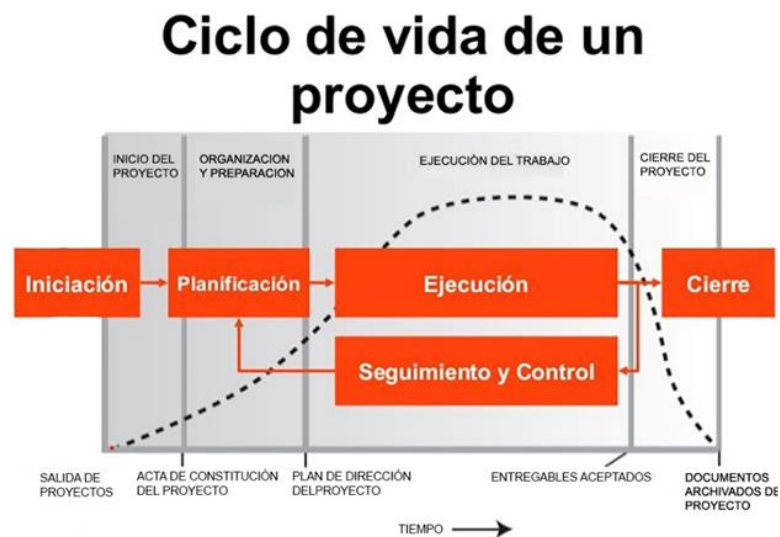 Ciclo de vida de un
proyecto
INICIO DEL
PROYECTO
ORGANIZACION
Y PREPARACION
EJECUCIÓN DEL TRABAJO
CIERRE DEL
PROYECTO
Iniciación
Planificación
Ejecución
Cierre
Seguimiento y Control
SALIDA DE
PROYECTOS
ACTA DE CONSTITUCIÓN
DEL PROYECTO
PLAN DE DIRECCIÓN
DELPROYECTO
ENTREGABLES ACEPTADOS
DOCUMENTOS
ARCHIVADOS DE
PROYECTO
TIEMPO